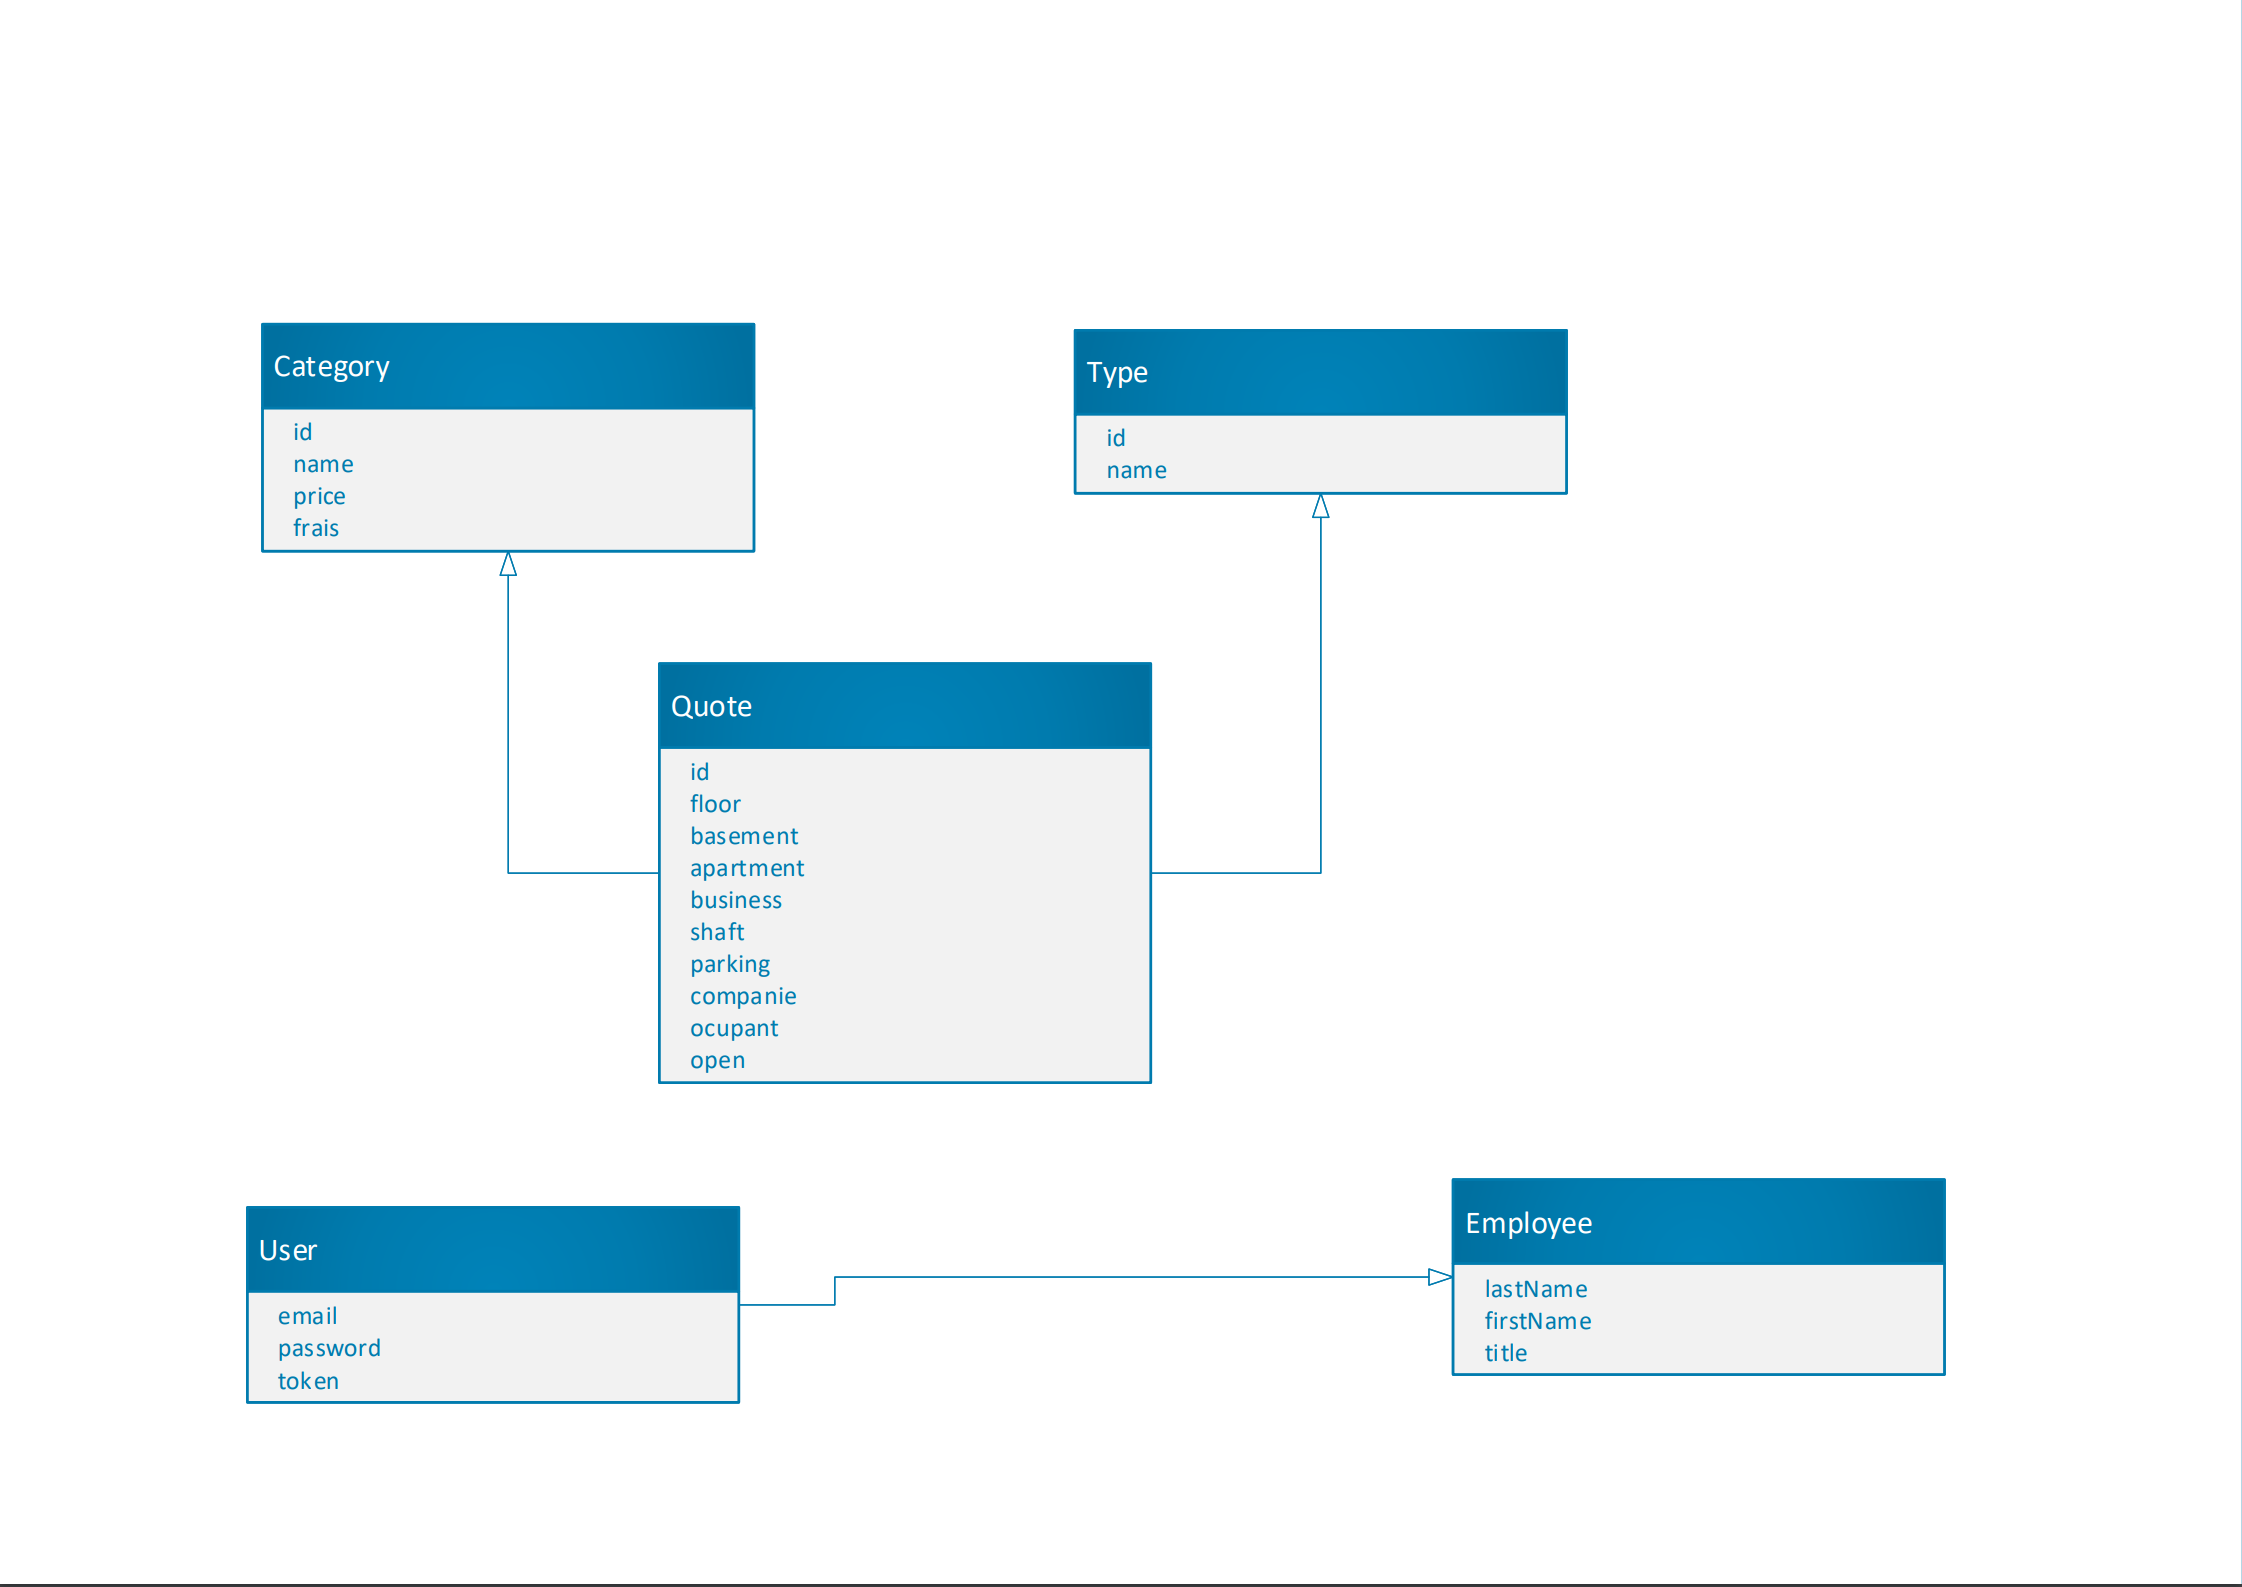 Category
id
name
price
frais
Type
id
name
Quote
id
floor
basement
apartment
business
shaft
parking
companie
ocupant
open
User
email
password
token
Employee
lastName
firstName
title